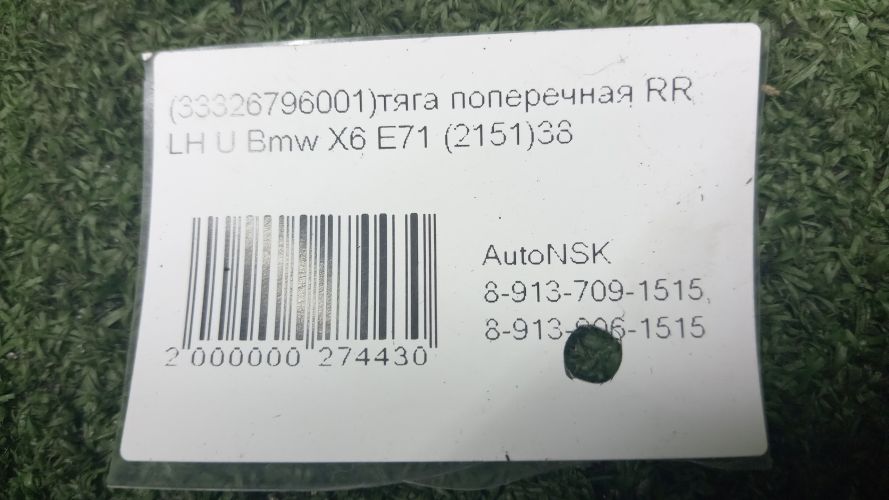 (33326796001)тяга поперечная RR
LH U Bmw X6 E71 (2151)38
AutoNSK
8-913-709-1515,
2 000000 274430